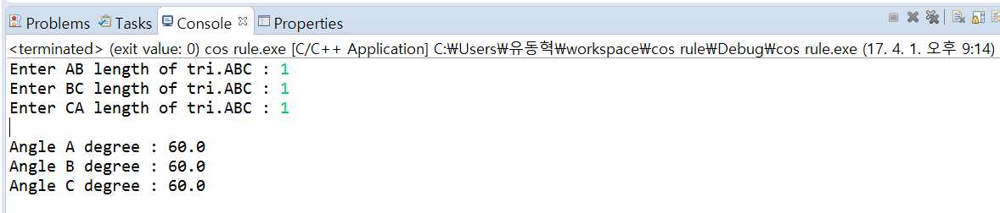 Problems Tasks Console Properties
<terminated> (exit value: 0) cos rule.exe [C/C++ Application] C:₩Users₩유동혁₩workspace₩cos rule₩Debug₩cos rule.exe (17. 4. 1. 오후 9:14)
Enter AB length of tri.ABC : 1
Enter BC length of tri.ABC : 1
Enter CA length of tri.ABC : 1
Angle A degree : 60.0
Angle B degree : 60.0
Angle C degree : 60.0